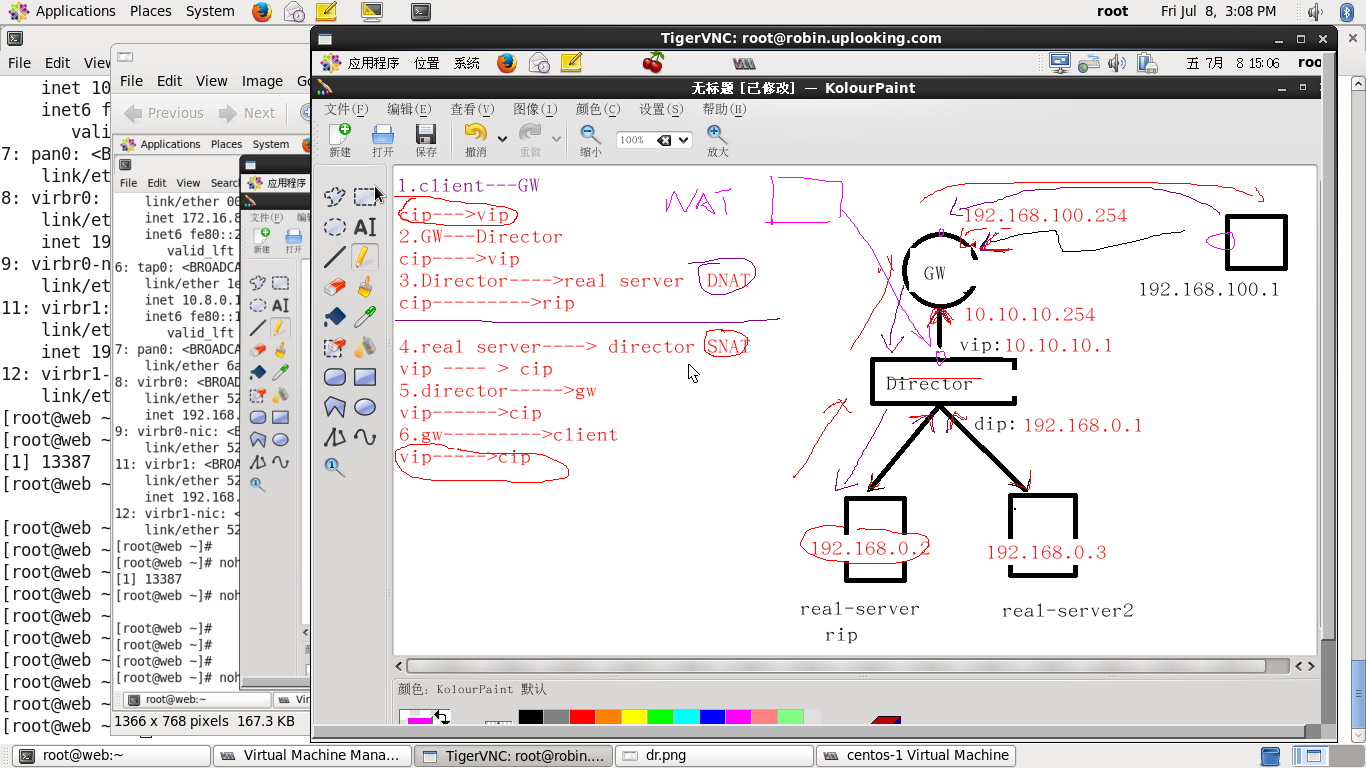 Applications Places System
root Fri Jul 8, 3:08 PM
File Edit View
inet 10
inet6 f
valid
7: pan0: <B
link/et
8: virbr0:
link/et
inet 19
9: virbr0-n
link/et
11: virbr1:
link/et
inet 19
12: virbr1-
link/et
[root@web ~
[root@web ~
[1] 13387
[root@web ~
[root@web ~
[root@web ~
[root@web ~
[root@web ~
[root@web ~
[root@web ~
[root@web ~
[root@web ~
[root@web ~
[root@web ~
File Edit View Image G
Previous Next
Applications Places System
File Edit View Searc
link/ether 00
inet 172.16.8
inet6 fe80::2
valid_lft
6: tap0: <BROADCA
link/ether 1e
inet 10.8.0.1
inet6 fe80::1
valid_lft
7: pan0: <BROADCA
link/ether 6a
8: virbr0: <BROAD
link/ether 52
inet 192.168.
9: virbr0-nic: <B
link/ether 52
11: virbr1: <BROA
link/ether 52
inet 192.168.
12: virbr1-nic: <
link/ether 52
[root@web ~]#
[root@web ~]# noh
[1] 13387
[root@web ~]# noh
[root@web ~]#
[root@web ~]#
[root@web ~]#
[root@web ~]# noh
root@web:~
1366 x 768 pixels 167.3 KB
应用程序
文件(F)
新建
打开
TigerVNC: root@robin.uplooking.com
应用程序 位置 系统
五 7月 8 15:06 roo
无标题 [已修改] — KolourPaint
文件(F) 编辑(E) 查看(V) 图像(I) 颜色(C) 设置(S) 帮助(H)
新建 打开 保存 撤消 重做 缩小 100% 放大
1.client---GW
cip--->vip
2.GW---Director
cip---->vip
3.Director---->real server DNAT
cip--------->rip
4.real server----> director SNAT
vip ---- > cip
5.director----->gw
vip------>cip
6.gw--------->client
vip----->cip
NAT
192.168.100.254
GW
192.168.100.1
10.10.10.254
vip:10.10.10.1
Director
dip:192.168.0.1
192.168.0.2
192.168.0.3
real-server
real-server2
rip
颜色: KolourPaint 默认
root@web:~
Virtual Machine Mana...
TigerVNC: root@robin....
dr.png
centos-1 Virtual Machine